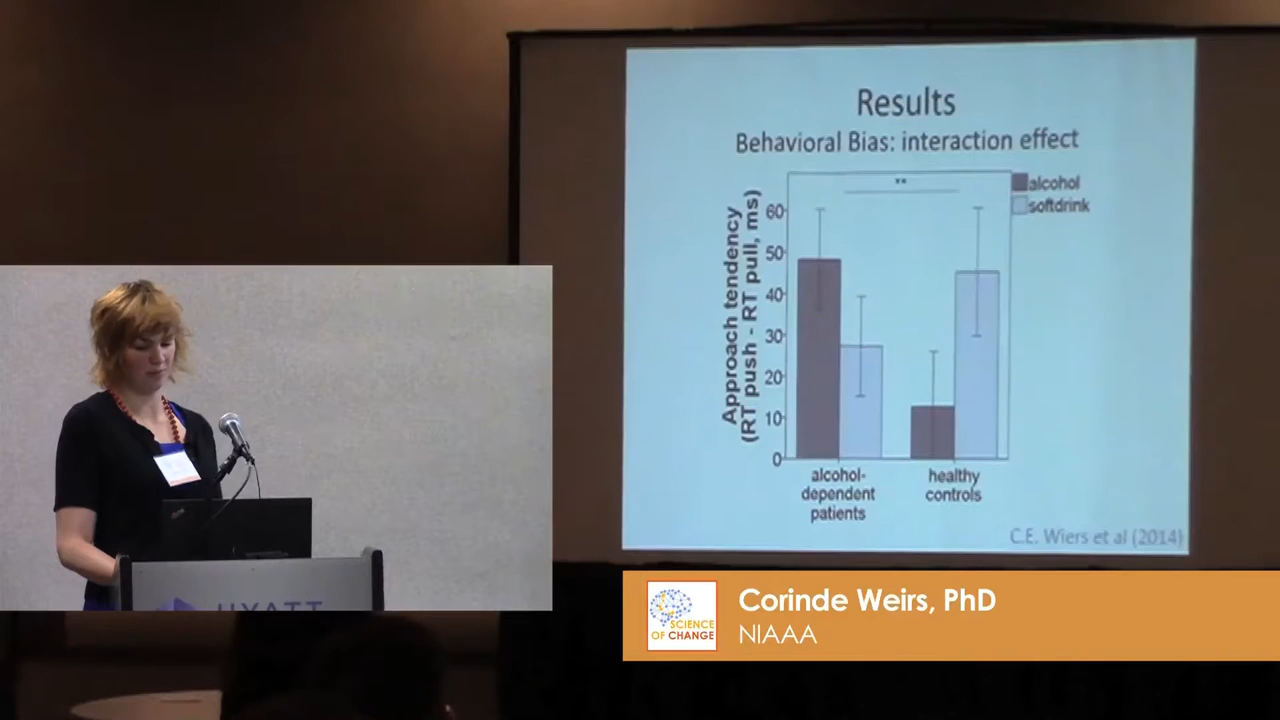 Results
Behavioral Bias: interaction effect
**
alcohol
softdrink
Approach tendency
(RT push - RT pull, ms)
60
50
40
30
20
10
0
alcohol-
dependent
patients
healthy
controls
C.E. Wiers et al (2014)
HYATT
SCIENCE
OF CHANGE
Corinde Weirs, PhD
NIAAA